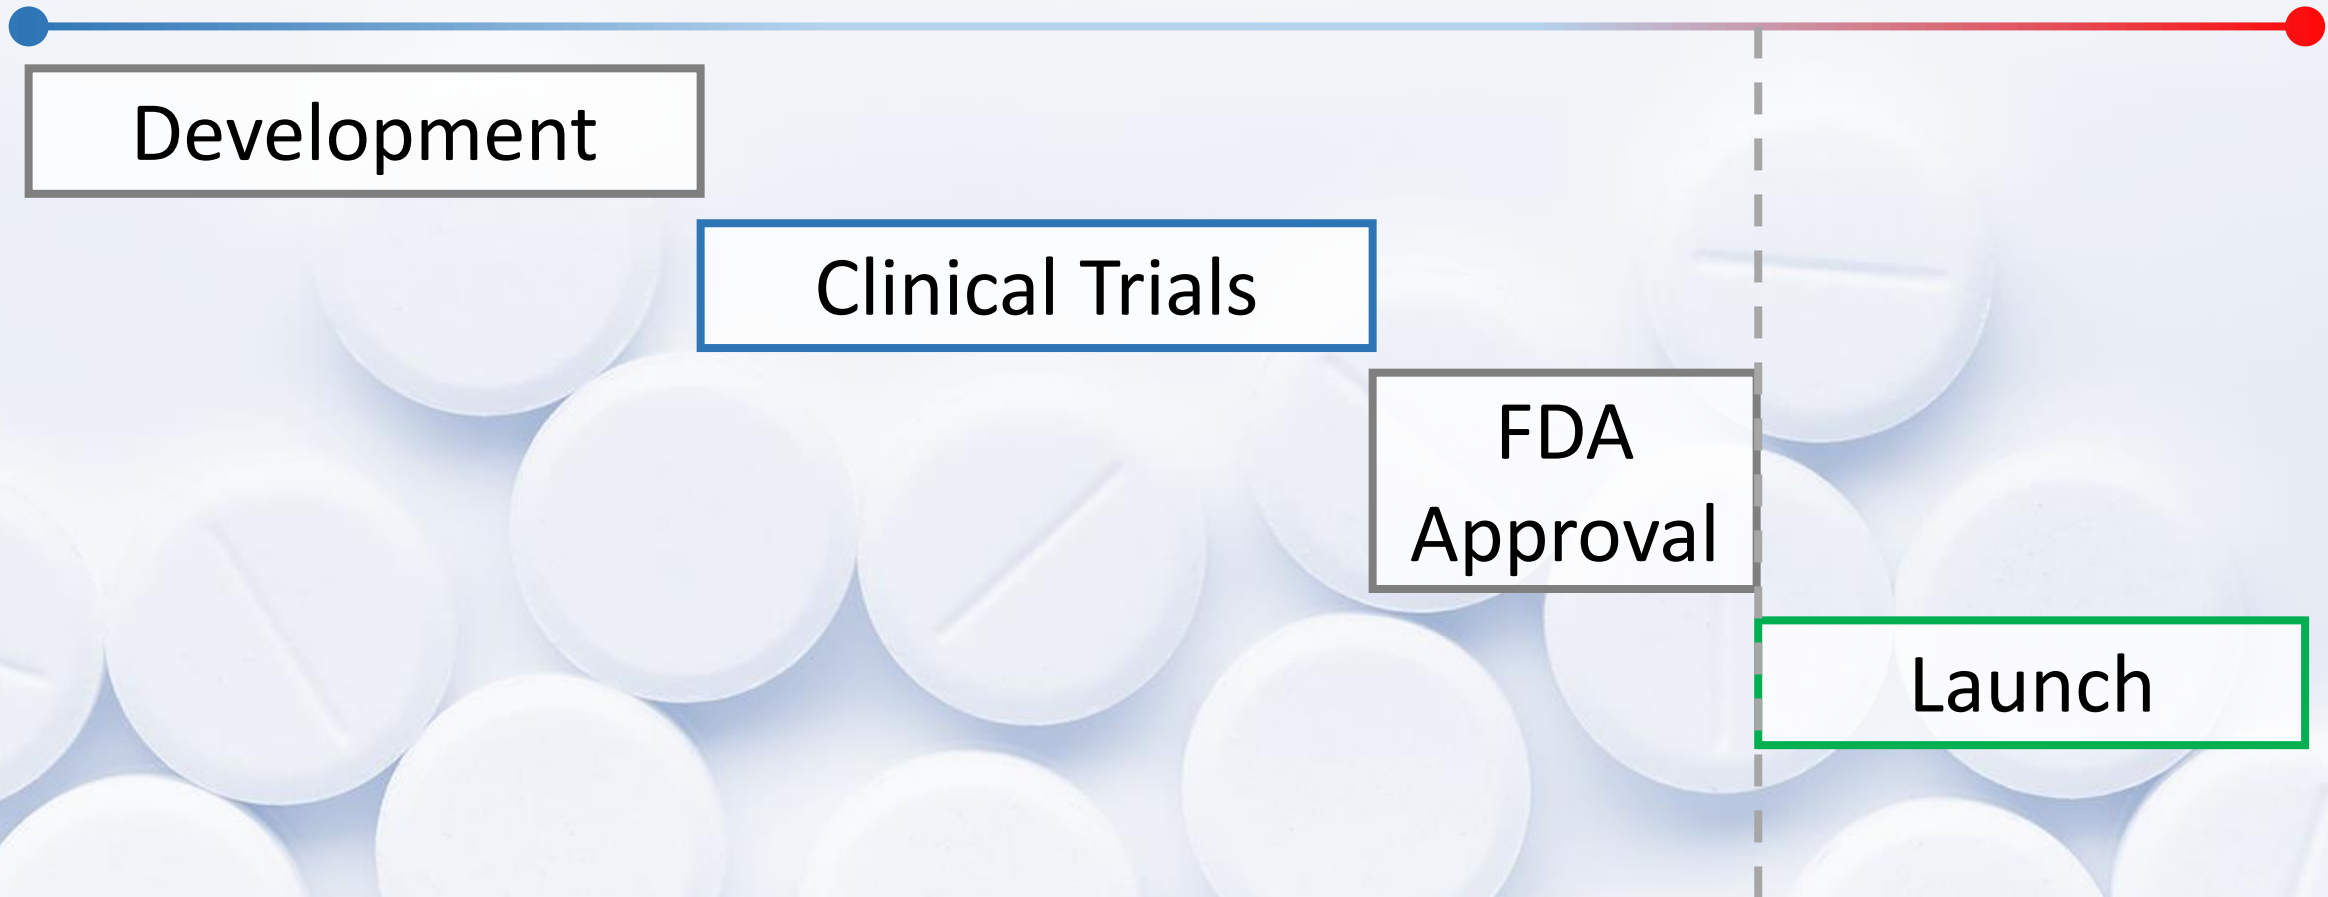 Development
Clinical Trials
FDA
Approval
Launch